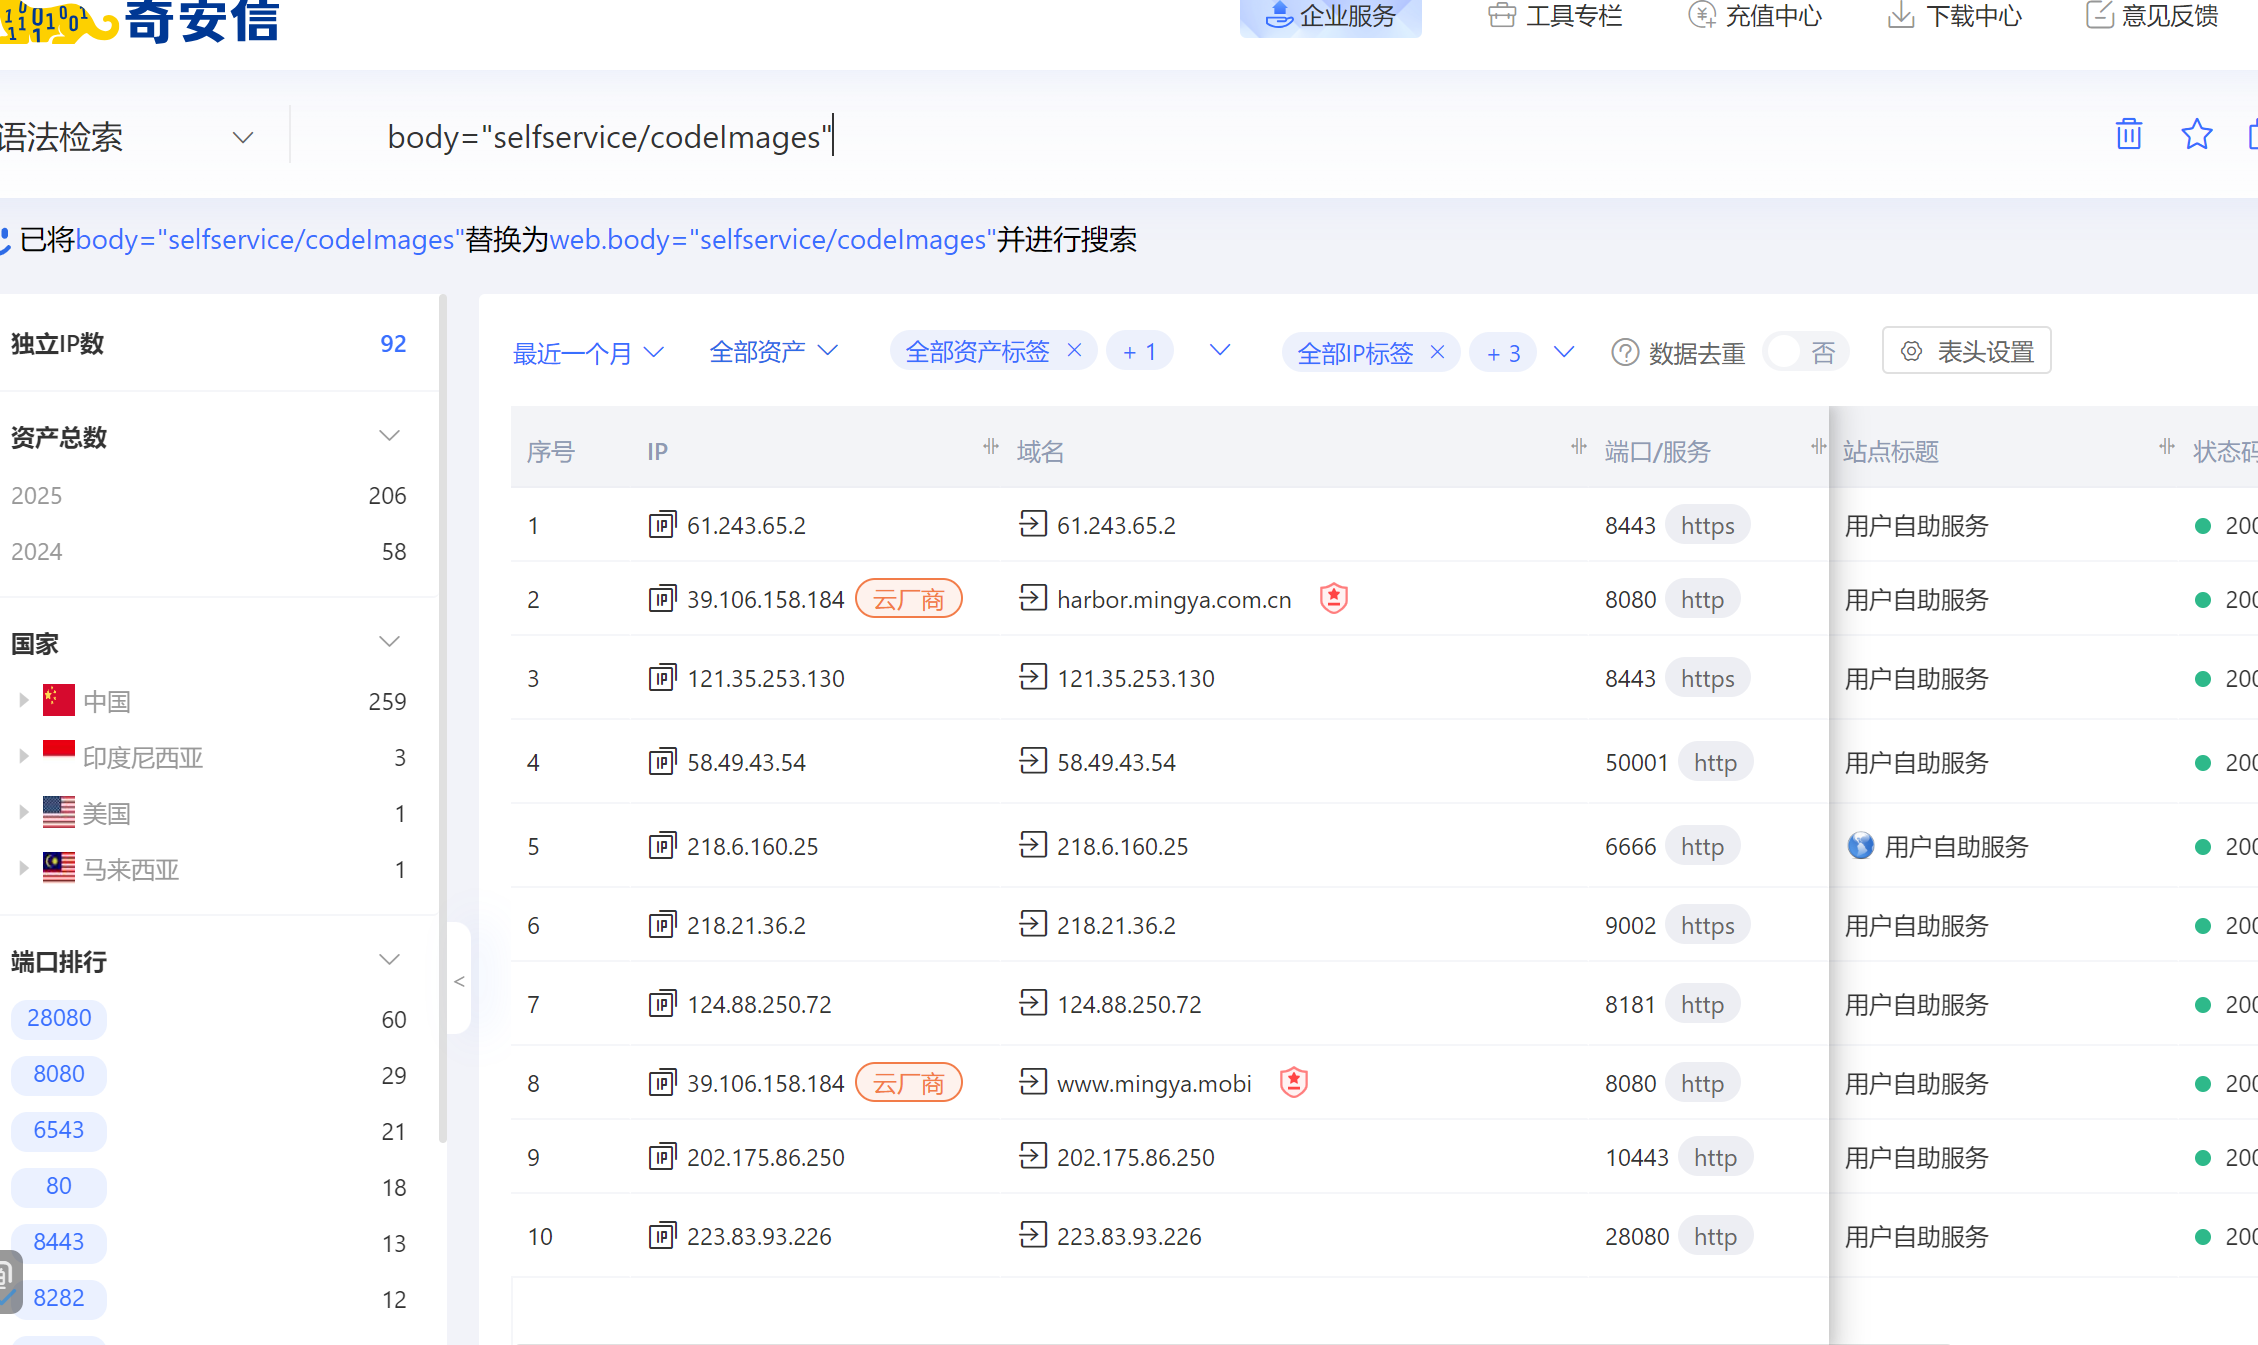 奇安信
企业服务 工具专栏 充值中心 下载中心 意见反馈
语法检索 body="selfservice/codeImages"
已将body="selfservice/codeImages"替换为web.body="selfservice/codeImages"并进行搜索
独立IP数 92
资产总数
2025 206
2024 58
国家
中国 259
印度尼西亚 3
美国 1
马来西亚 1
端口排行
28080 60
8080 29
6543 21
80 18
8443 13
8282 12
最近一个月 全部资产 全部资产标签 × + 1 全部IP标签 × + 3 数据去重 否 表头设置
序号 IP 域名 端口/服务 站点标题 状态码
1 61.243.65.2 61.243.65.2 8443 https 用户自助服务 200
2 39.106.158.184 云厂商 harbor.mingya.com.cn 8080 http 用户自助服务 200
3 121.35.253.130 121.35.253.130 8443 https 用户自助服务 200
4 58.49.43.54 58.49.43.54 50001 http 用户自助服务 200
5 218.6.160.25 218.6.160.25 6666 http 用户自助服务 200
6 218.21.36.2 218.21.36.2 9002 https 用户自助服务 200
7 124.88.250.72 124.88.250.72 8181 http 用户自助服务 200
8 39.106.158.184 云厂商 www.mingya.mobi 8080 http 用户自助服务 200
9 202.175.86.250 202.175.86.250 10443 http 用户自助服务 200
10 223.83.93.226 223.83.93.226 28080 http 用户自助服务 200